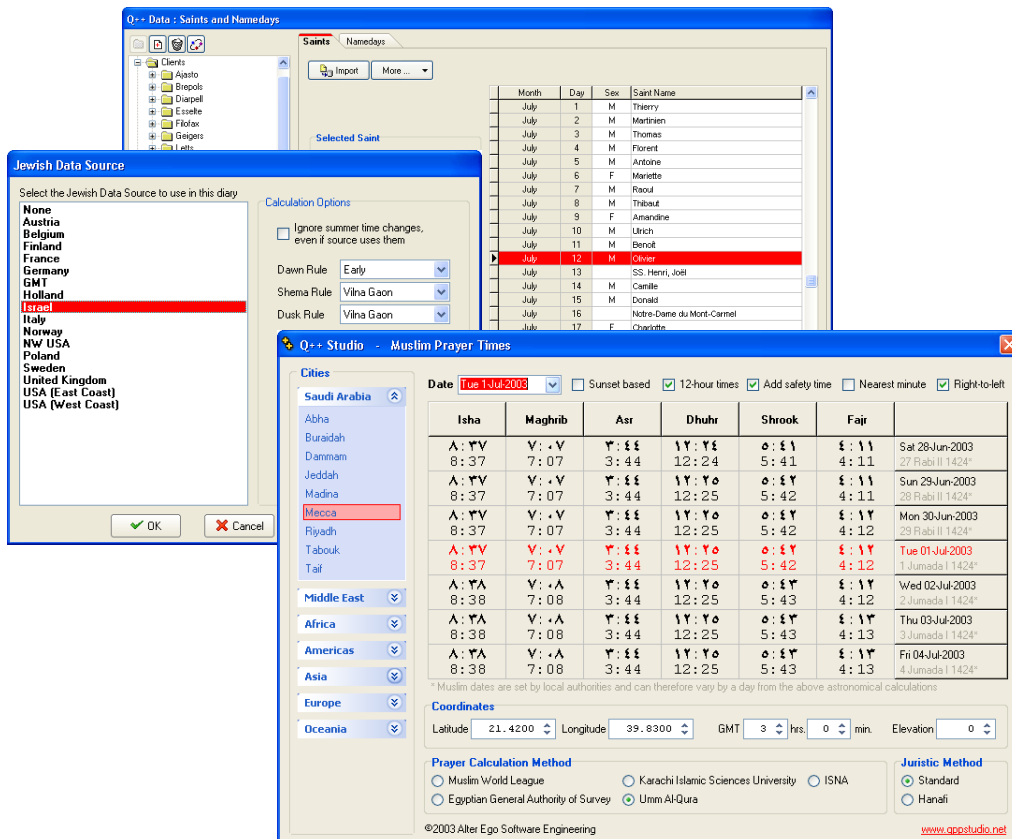 Q++ Data : Saints and Namedays
Saints Namedays
Clients
Ajasto
Brepols
Diarpell
Esselte
Filofax
Geigers
Letts
Import More ...
Selected Saint
Month Day Sex Saint Name
July 1 M Thierry
July 2 M Martinien
July 3 M Thomas
July 4 M Florent
July 5 M Antoine
July 6 F Mariette
July 7 M Raoul
July 8 M Thibaut
July 9 F Amandine
July 10 M Ulrich
July 11 M Benoît
July 12 M Olivier
July 13 SS. Henri, Joël
July 14 M Camille
July 15 M Donald
July 16 Notre-Dame du Mont-Carmel
July 17 F Charlotte
Jewish Data Source
Select the Jewish Data Source to use in this diary
None
Austria
Belgium
Finland
France
Germany
GMT
Holland
Israel
Italy
Norway
NW USA
Poland
Sweden
United Kingdom
USA (East Coast)
USA (West Coast)
Calculation Options
Ignore summer time changes,
even if source uses them
Dawn Rule Early
Shema Rule Vilna Gaon
Dusk Rule Vilna Gaon
OK Cancel
Q++ Studio - Muslim Prayer Times
Cities
Saudi Arabia
Abha
Buraidah
Dammam
Jeddah
Madina
Mecca
Riyadh
Tabouk
Taif
Middle East
Africa
Americas
Asia
Europe
Oceania
Date Tue 1-Jul-2003 Sunset based 12-hour times Add safety time Nearest minute Right-to-left
Isha Maghrib Asr Dhuhr Shrook Fajr
٨:٣٧ ٧:٠٧ ٣:٤٤ ١٢:٢٤ ٥:٤١ ٤:١١ Sat 28-Jun-2003
8:37 7:07 3:44 12:24 5:41 4:11 27 Rabi II 1424*
٨:٣٧ ٧:٠٧ ٣:٤٤ ١٢:٢٥ ٥:٤٢ ٤:١١ Sun 29-Jun-2003
8:37 7:07 3:44 12:25 5:42 4:11 28 Rabi II 1424*
٨:٣٧ ٧:٠٧ ٣:٤٤ ١٢:٢٥ ٥:٤٢ ٤:١٢ Mon 30-Jun-2003
8:37 7:07 3:44 12:25 5:42 4:12 29 Rabi II 1424*
٨:٣٧ ٧:٠٧ ٣:٤٤ ١٢:٢٥ ٥:٤٢ ٤:١٢ Tue 01-Jul-2003
8:37 7:07 3:44 12:25 5:42 4:12 1 Jumada I 1424*
٨:٣٨ ٧:٠٨ ٣:٤٤ ١٢:٢٥ ٥:٤٣ ٤:١٢ Wed 02-Jul-2003
8:38 7:08 3:44 12:25 5:43 4:12 2 Jumada I 1424*
٨:٣٨ ٧:٠٨ ٣:٤٤ ١٢:٢٥ ٥:٤٣ ٤:١٣ Thu 03-Jul-2003
8:38 7:08 3:44 12:25 5:43 4:13 3 Jumada I 1424*
٨:٣٨ ٧:٠٨ ٣:٤٤ ١٢:٢٥ ٥:٤٣ ٤:١٣ Fri 04-Jul-2003
8:38 7:08 3:44 12:25 5:43 4:13 4 Jumada I 1424*
* Muslim dates are set by local authorities and can therefore vary by a day from the above astronomical calculations
Coordinates
Latitude 21.4200 Longitude 39.8300 GMT 3 hrs. 0 min. Elevation 0
Prayer Calculation Method
Muslim World League Karachi Islamic Sciences University ISNA
Egyptian General Authority of Survey Umm Al-Qura
Juristic Method
Standard
Hanafi
©2003 Alter Ego Software Engineering
www.qppstudio.net